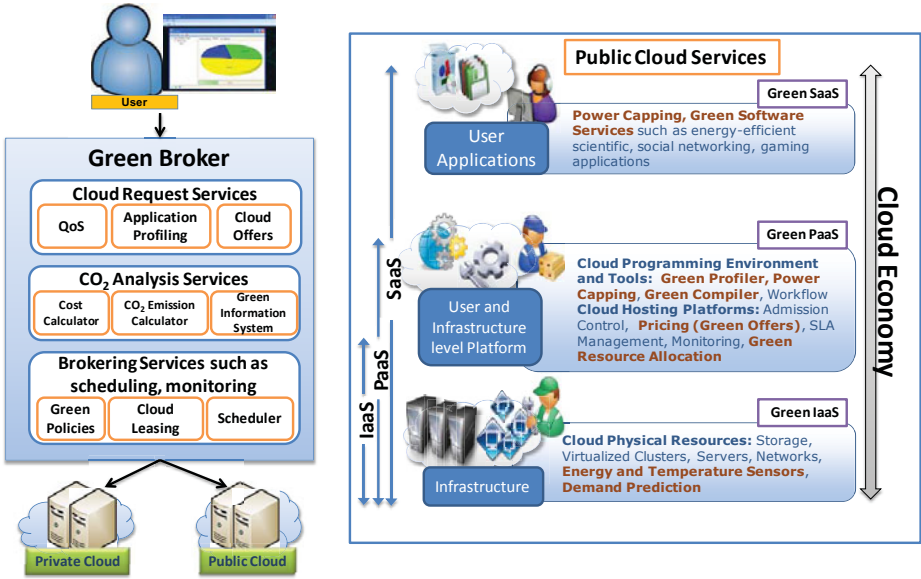 User
Green Broker
Cloud Request Services
QoS
Application
Profiling
Cloud
Offers
CO2 Analysis Services
Cost
Calculator
CO2 Emission
Calculator
Green
Information
System
Brokering Services such as
scheduling, monitoring
Green
Policies
Cloud
Leasing
Scheduler
Private Cloud
Public Cloud
Public Cloud Services
Green SaaS
Power Capping, Green Software
Services such as energy-efficient
scientific, social networking, gaming
applications
User
Applications
Green PaaS
Cloud Programming Environment
and Tools: Green Profiler, Power
Capping, Green Compiler, Workflow
Cloud Hosting Platforms: Admission
Control, Pricing (Green Offers), SLA
Management, Monitoring, Green
Resource Allocation
User and
Infrastructure
level Platform
Green IaaS
Cloud Physical Resources: Storage,
Virtualized Clusters, Servers, Networks,
Energy and Temperature Sensors,
Demand Prediction
Infrastructure
IaaS
PaaS
SaaS
Cloud Economy